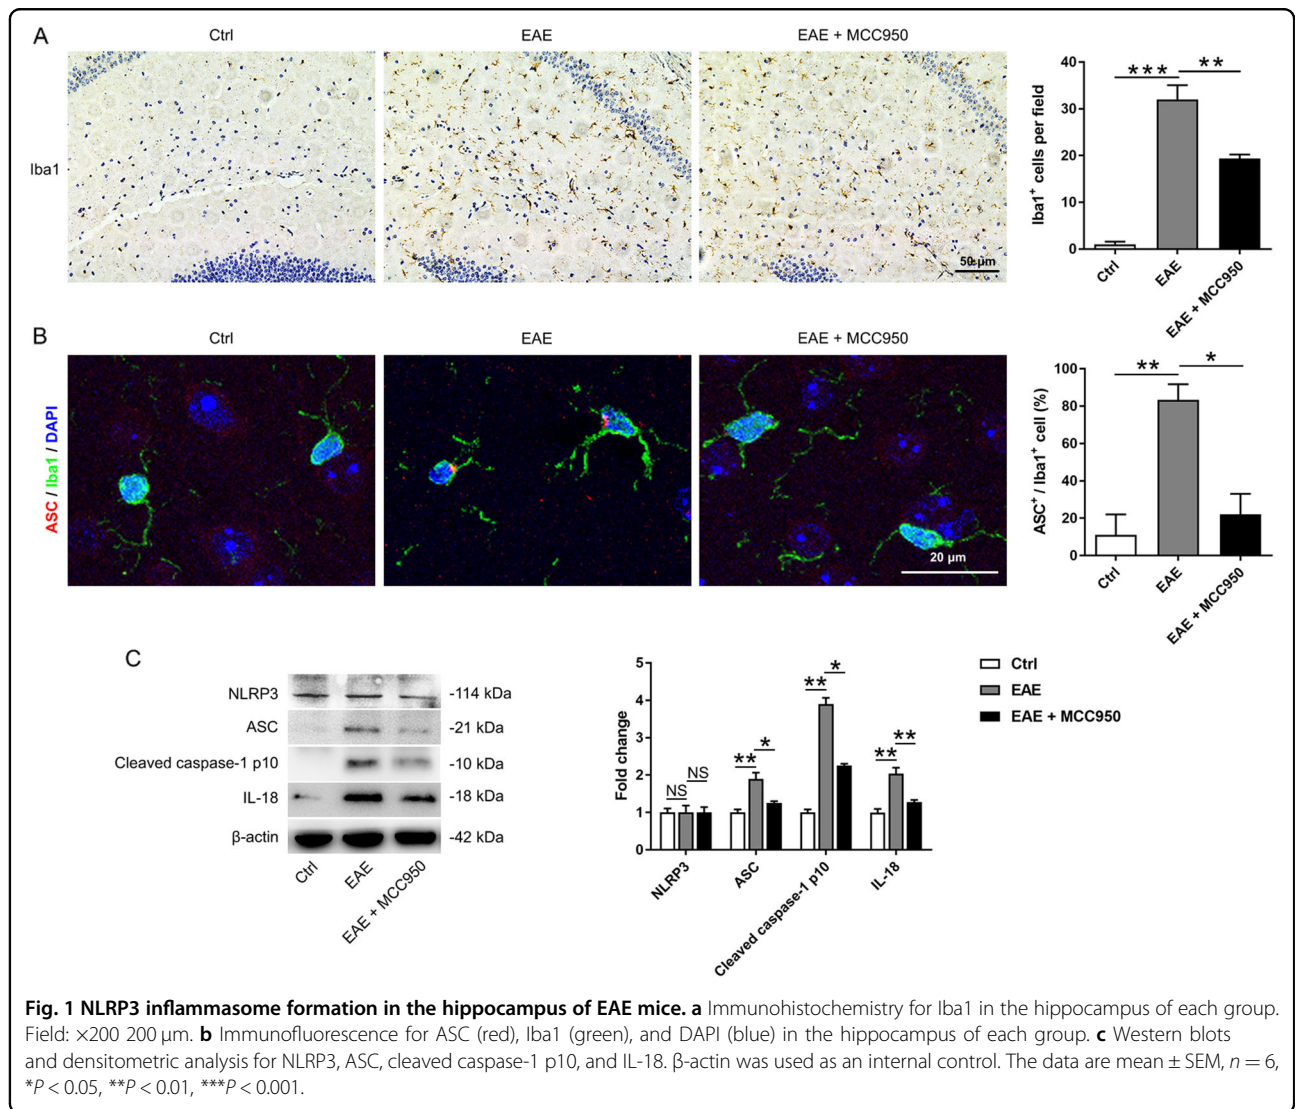 A
Ctrl
EAE
EAE + MCC950
Iba1
50 µm
Iba1⁺ cells per field
40
30
20
10
0
***
**
Ctrl
EAE
EAE + MCC950
B
Ctrl
EAE
EAE + MCC950
ASC / Iba1 / DAPI
20 µm
ASC⁺ / Iba1⁺ cell (%)
100
80
60
40
20
0
**
*
Ctrl
EAE
EAE + MCC950
C
NLRP3
-114 kDa
ASC
-21 kDa
Cleaved caspase-1 p10
-10 kDa
IL-18
-18 kDa
β-actin
-42 kDa
Ctrl
EAE
EAE + MCC950
Fold change
5
4
3
2
1
0
NS
NS
**
*
**
*
**
**
NLRP3
ASC
Cleaved caspase-1 p10
IL-18
Ctrl
EAE
EAE + MCC950
Fig. 1 NLRP3 inflammasome formation in the hippocampus of EAE mice. a Immunohistochemistry for Iba1 in the hippocampus of each group.
Field: ×200 200 µm. b Immunofluorescence for ASC (red), Iba1 (green), and DAPI (blue) in the hippocampus of each group. c Western blots
and densitometric analysis for NLRP3, ASC, cleaved caspase-1 p10, and IL-18. β-actin was used as an internal control. The data are mean ± SEM, n = 6,
*P < 0.05, **P < 0.01, ***P < 0.001.